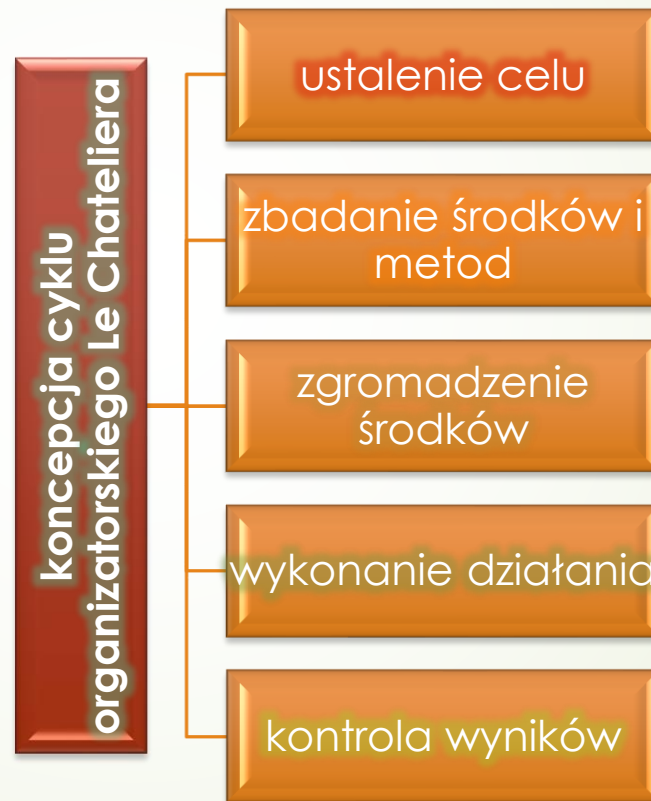 koncepcja cyklu
organizatorskiego Le Chateliera
ustalenie celu
zbadanie środków i
metod
zgromadzenie
środków
wykonanie działania
kontrola wyników